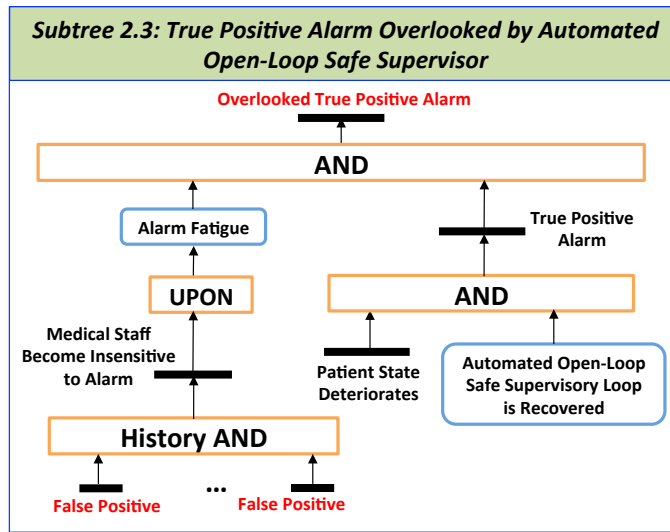 Subtree 2.3: True Positive Alarm Overlooked by Automated
Open-Loop Safe Supervisor
Overlooked True Positive Alarm
AND
Alarm Fatigue
True Positive
Alarm
UPON
AND
Medical Staff
Become Insensitive
to Alarm
Patient State
Deteriorates
Automated Open-Loop
Safe Supervisory Loop
is Recovered
History AND
False Positive
...
False Positive